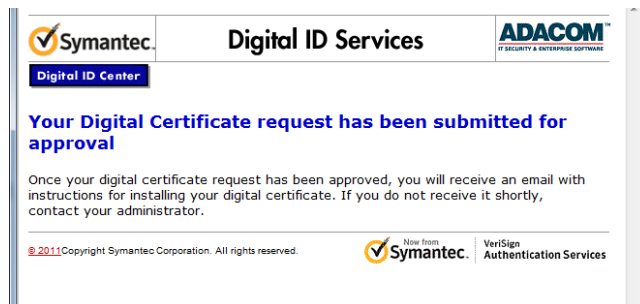 Symantec.
Digital ID Services
ADACOM™
IT SECURITY & ENTERPRISE SOFTWARE
Digital ID Center
Your Digital Certificate request has been submitted for
approval
Once your digital certificate request has been approved, you will receive an email with
instructions for installing your digital certificate. If you do not receive it shortly,
contact your administrator.
© 2011Copyright Symantec Corporation. All rights reserved.
Now from
Symantec.
VeriSign
Authentication Services